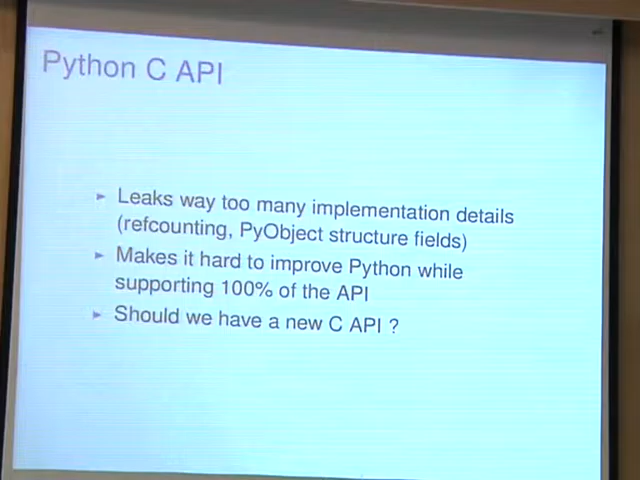 Python C API
► Leaks way too many implementation details
(refcounting, PyObject structure fields)
► Makes it hard to improve Python while
supporting 100% of the API
► Should we have a new C API ?